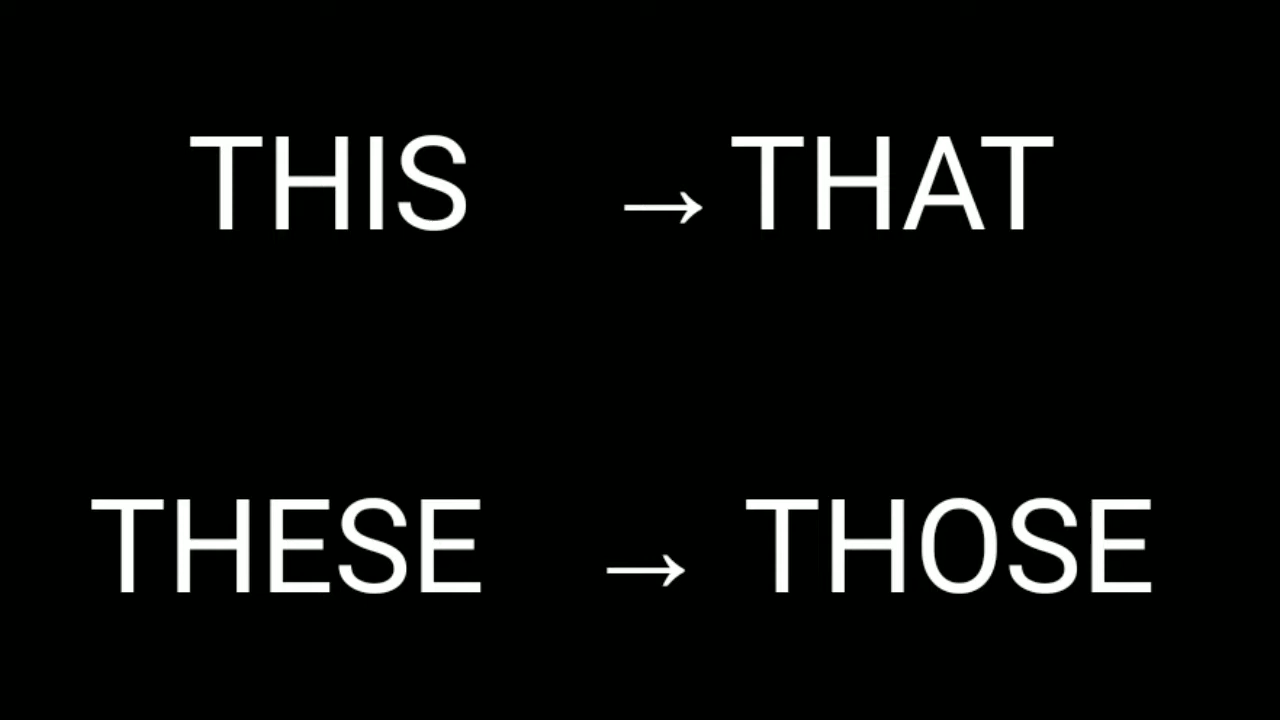 THIS → THAT
THESE → THOSE